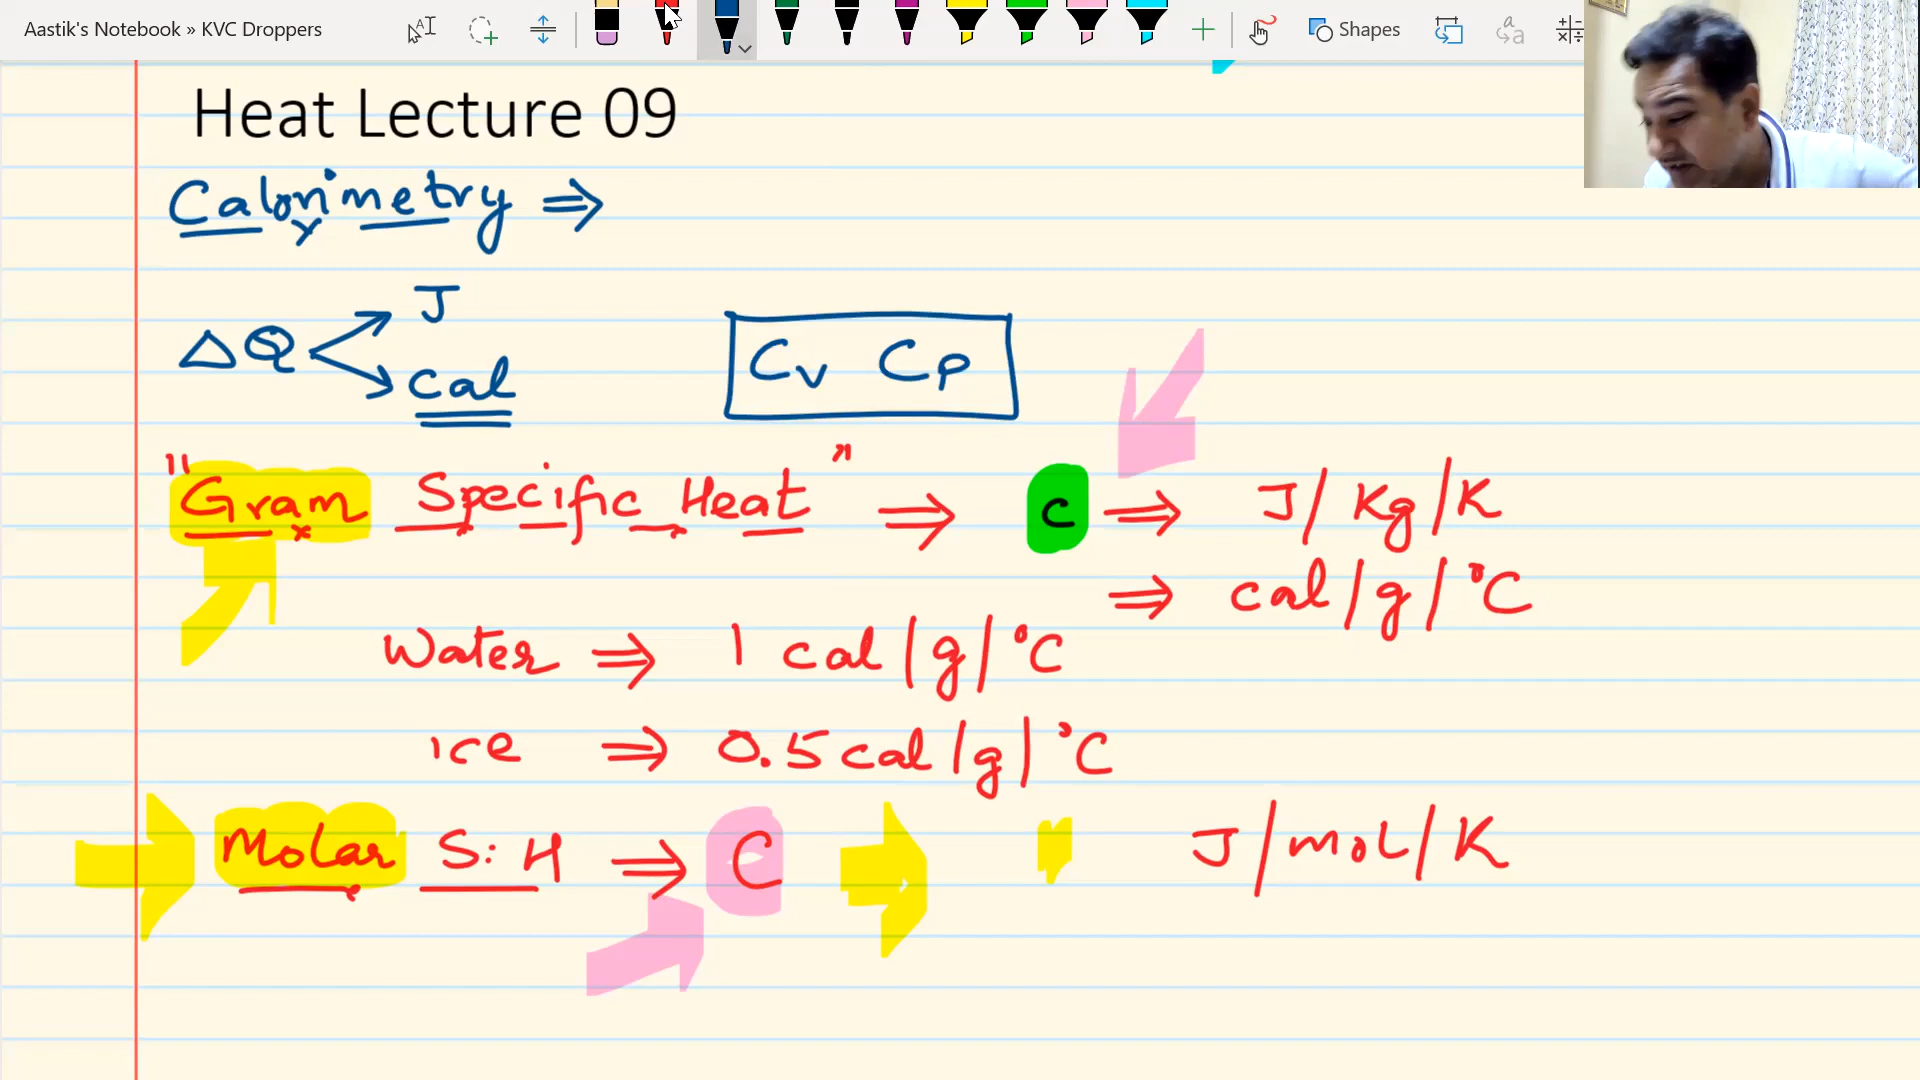 Aastik's Notebook » KVC Droppers
Shapes
Heat Lecture 09
Calorimetry ⇒
△Q J
Cal
Cv Cp
"Gram Specific Heat" ⇒ c ⇒ J/Kg/K
⇒ cal/g/°C
Water ⇒ 1 cal/g/°C
ice ⇒ 0.5 cal/g/°C
Molar S.H ⇒ C J/mol/K